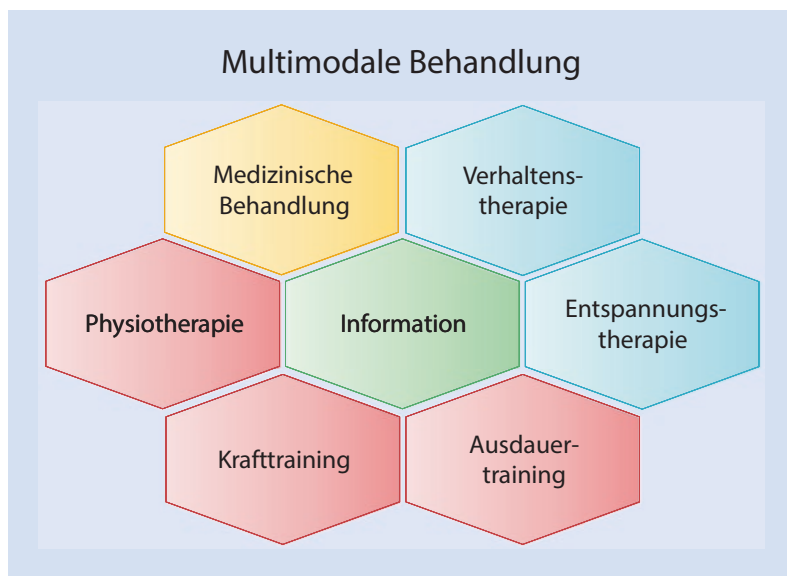 Multimodale Behandlung
Medizinische
Behandlung
Verhaltens-
therapie
Physiotherapie
Information
Entspannungs-
therapie
Krafttraining
Ausdauer-
training